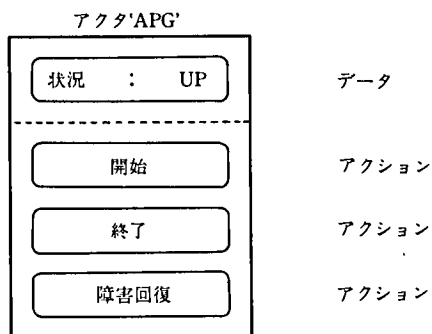 アクタ'APG'
状況 : UP データ
開始 アクション
終了 アクション
障害回復 アクション